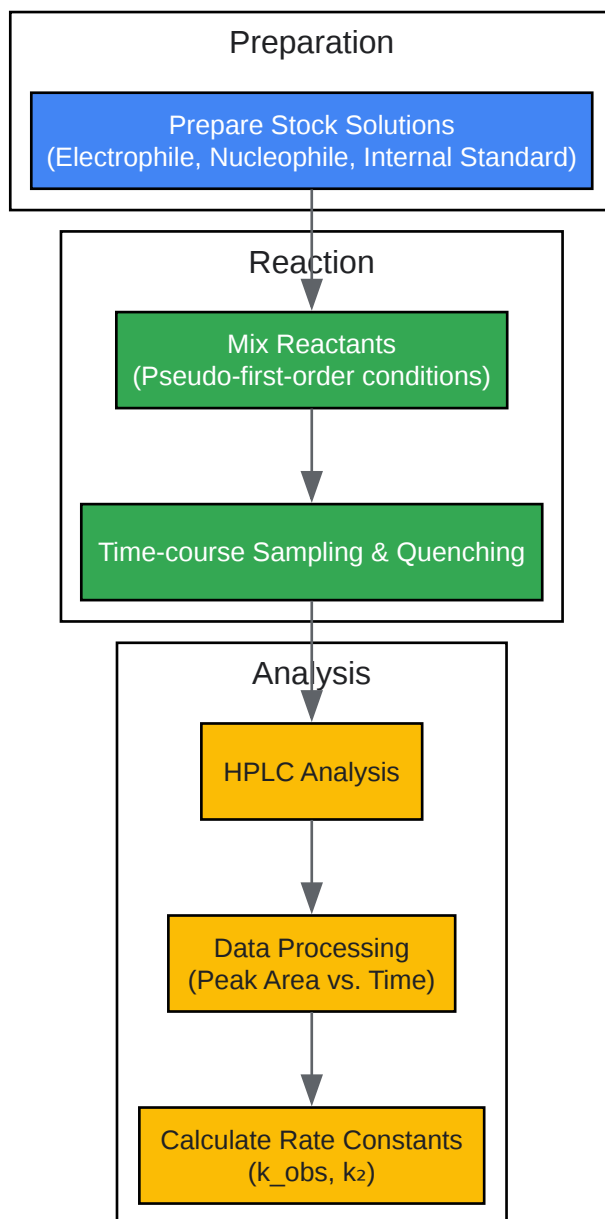 Preparation
Prepare Stock Solutions
(Electrophile, Nucleophile, Internal Standard)
Reaction
Mix Reactants
(Pseudo-first-order conditions)
Time-course Sampling & Quenching
Analysis
HPLC Analysis
Data Processing
(Peak Area vs. Time)
Calculate Rate Constants
(k_obs, k₂)